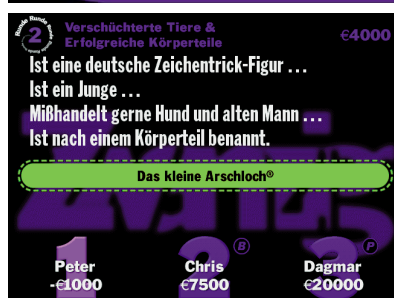 Runde Runde Runde
2
Verschüchterte Tiere &
Erfolgreiche Körperteile
€4000
Ist eine deutsche Zeichentrick-Figur ...
Ist ein Junge ...
Mißhandelt gerne Hund und alten Mann ...
Ist nach einem Körperteil benannt.
Das kleine Arschloch®
1 2 B 3 P
Peter Chris Dagmar
-€1000 €7500 €20000